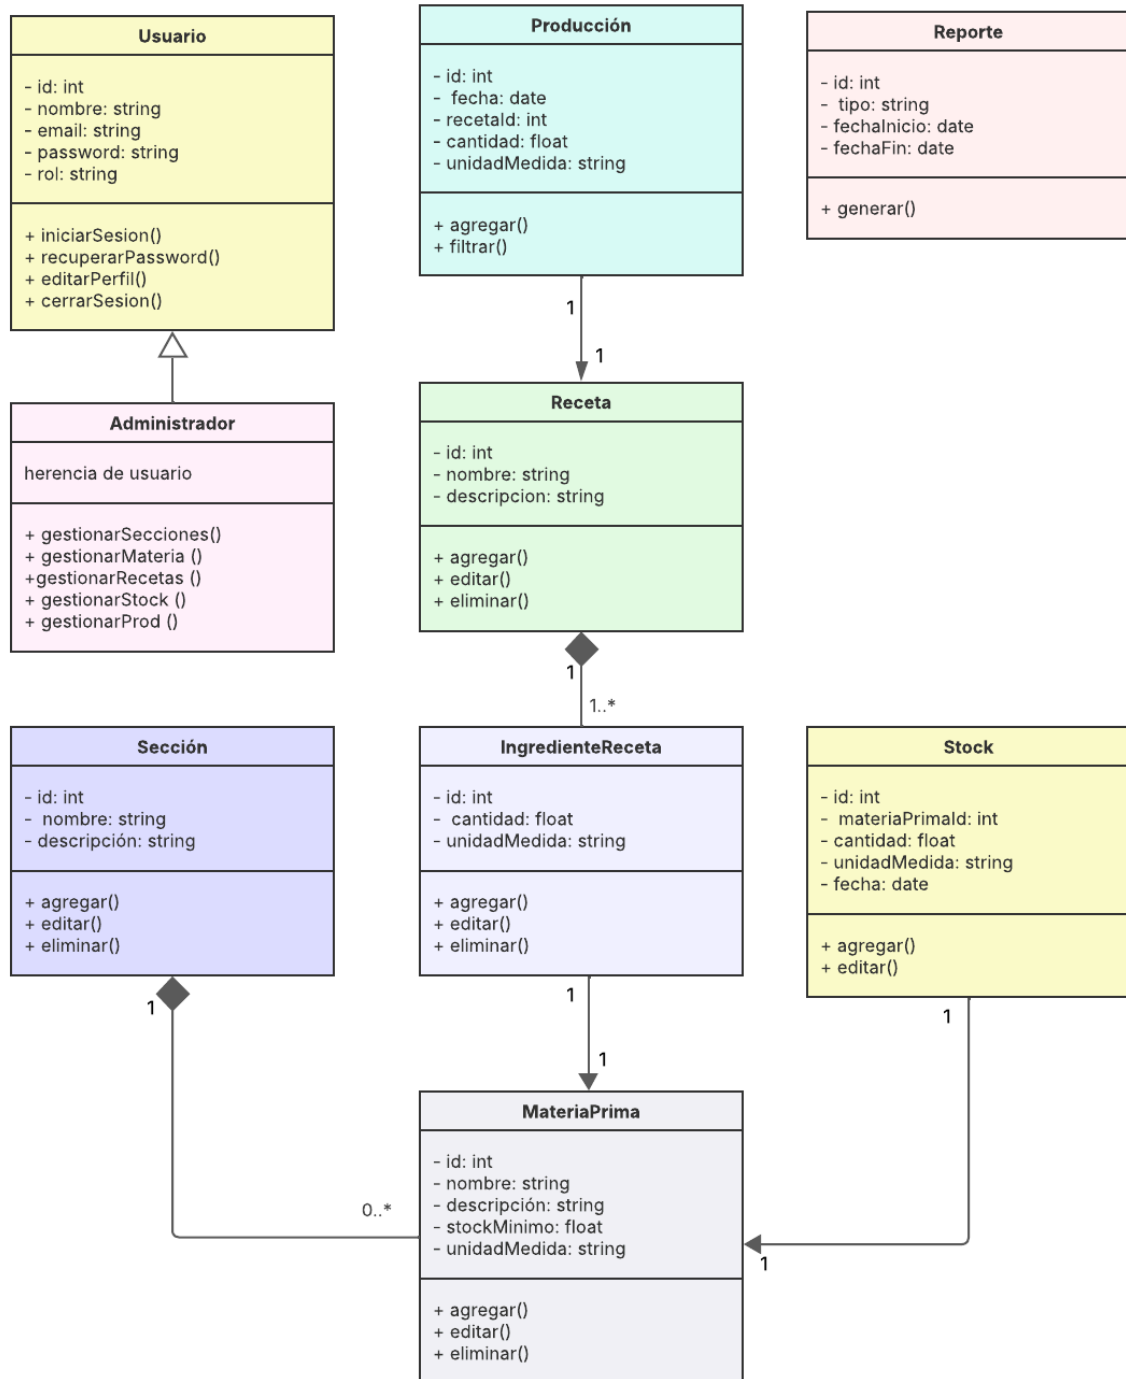 Usuario
- id: int
- nombre: string
- email: string
- password: string
- rol: string
+ iniciarSesion()
+ recuperarPassword()
+ editarPerfil()
+ cerrarSesion()
Producción
- id: int
-  fecha: date
- recetaId: int
- cantidad: float
- unidadMedida: string
+ agregar()
+ filtrar()
1
1
Reporte
- id: int
-  tipo: string
- fechaInicio: date
- fechaFin: date
+ generar()
Administrador
herencia de usuario
+ gestionarSecciones()
+ gestionarMateria ()
+gestionarRecetas ()
+ gestionarStock ()
+ gestionarProd ()
Receta
- id: int
- nombre: string
- descripcion: string
+ agregar()
+ editar()
+ eliminar()
1
1..*
Sección
- id: int
-  nombre: string
- descripción: string
+ agregar()
+ editar()
+ eliminar()
1
0..*
IngredienteReceta
- id: int
-  cantidad: float
- unidadMedida: string
+ agregar()
+ editar()
+ eliminar()
1
1
Stock
- id: int
-  materiaPrimaId: int
- cantidad: float
- unidadMedida: string
- fecha: date
+ agregar()
+ editar()
1
1
MateriaPrima
- id: int
- nombre: string
- descripción: string
- stockMinimo: float
- unidadMedida: string
+ agregar()
+ editar()
+ eliminar()